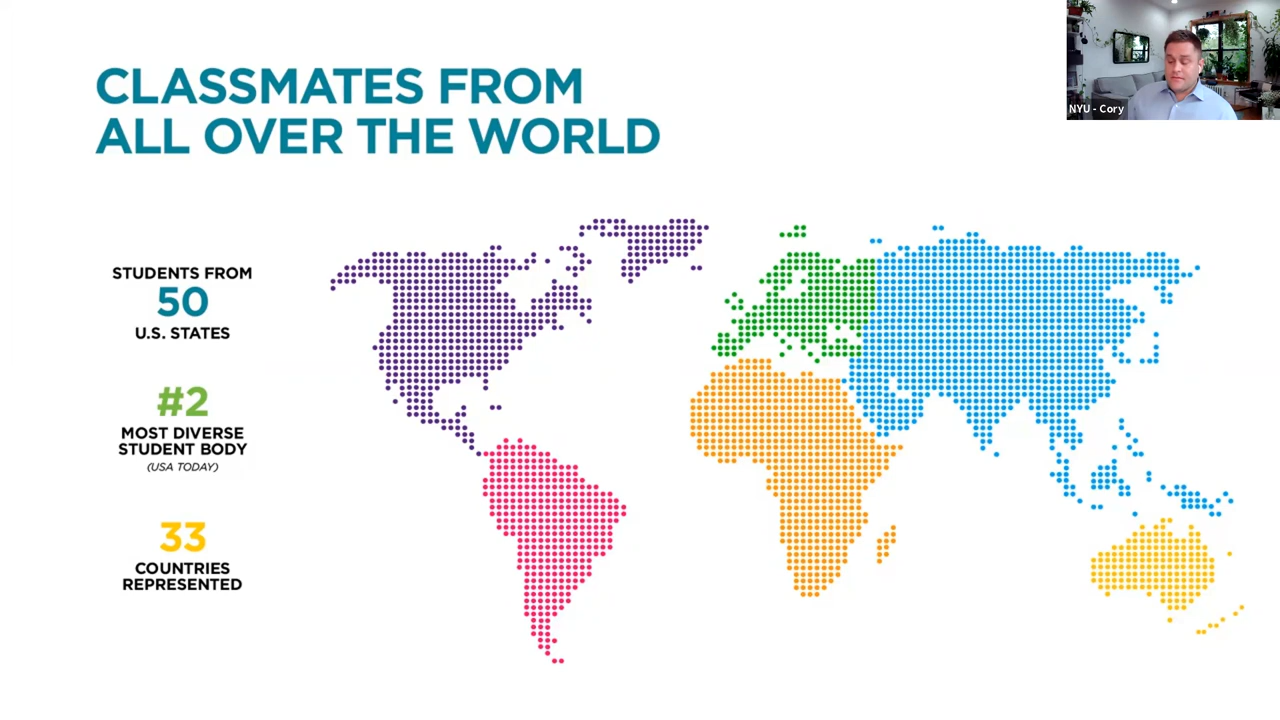 CLASSMATES FROM
ALL OVER THE WORLD
NYU - Cory
STUDENTS FROM
50
U.S. STATES
#2
MOST DIVERSE
STUDENT BODY
(USA TODAY)
33
COUNTRIES
REPRESENTED